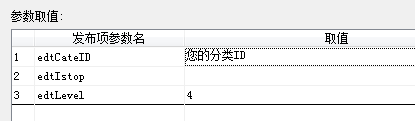 参数取值:
发布项参数名 取值
1 edtCateID 您的分类ID
2 edtIstop
3 edtLevel 4